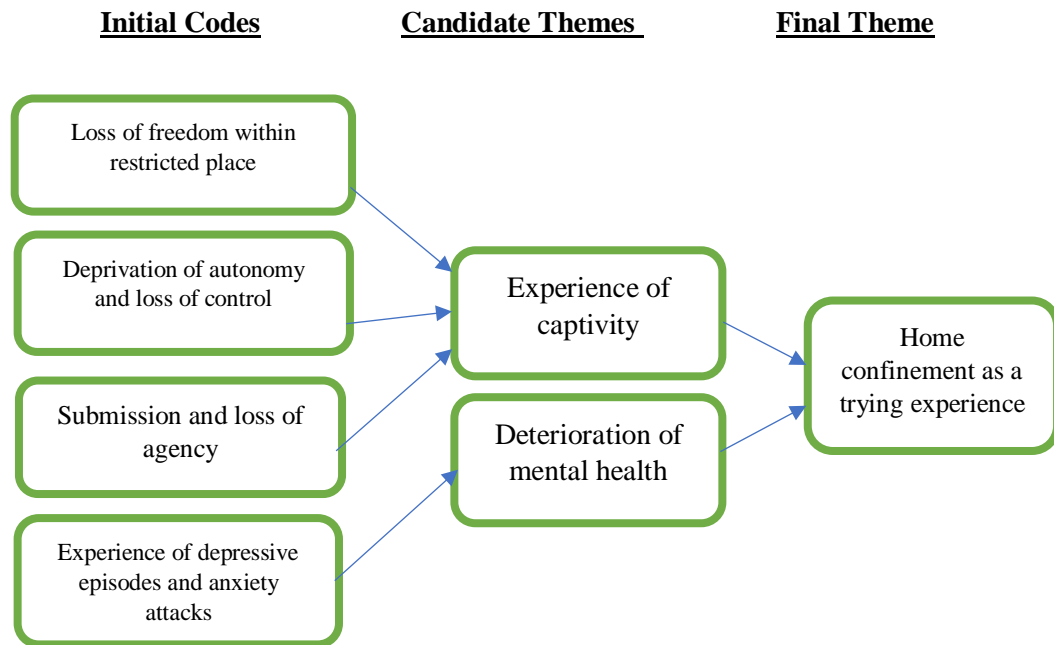 Initial Codes
Candidate Themes
Final Theme
Loss of freedom within
restricted place
Deprivation of autonomy
and loss of control
Submission and loss of
agency
Experience of depressive
episodes and anxiety
attacks
Experience of
captivity
Deterioration of
mental health
Home
confinement as a
trying experience